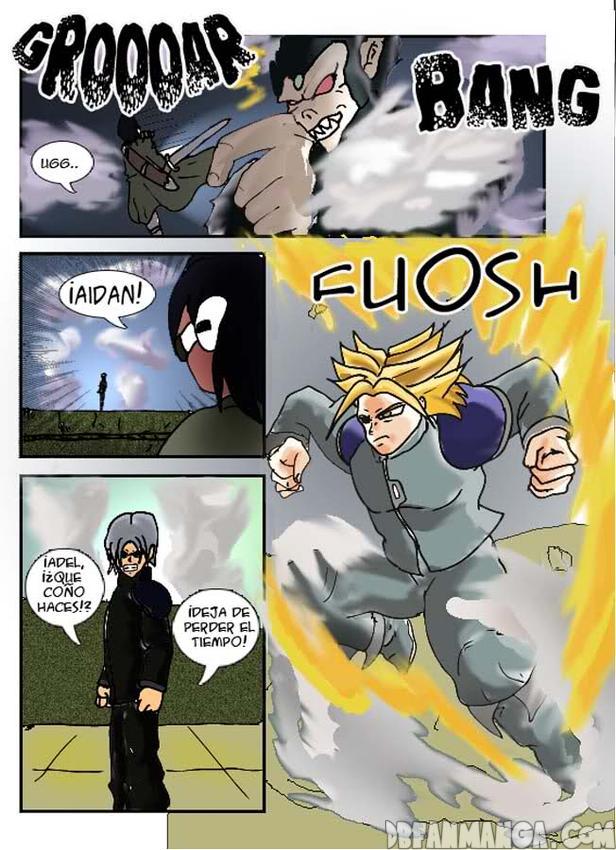 GROOOAR
BANG
UGG..
¡AIDAN!
FUOSH
¡ADEL,
¡¿QUE
COÑO
HACES!?
¡DEJA DE
PERDER EL
TIEMPO!
DBFANMANGA.COM